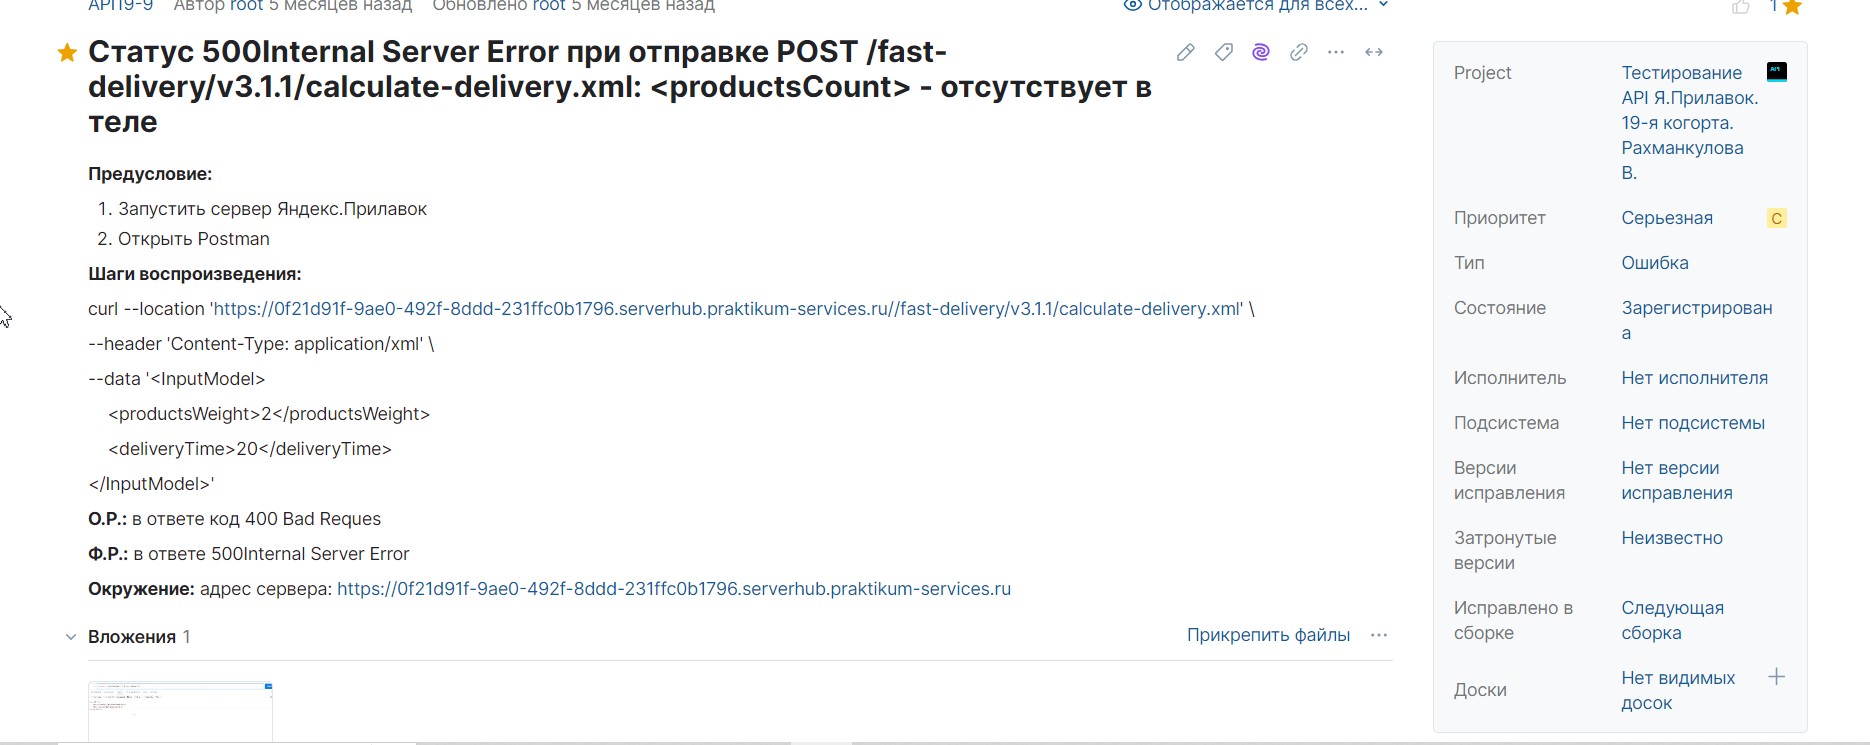 АРІ19-9 Автор root 5 месяцев назад Обновлено root 5 месяцев назад Отображается для всех... 1
Статус 500Internal Server Error при отправке POST /fast-
delivery/v3.1.1/calculate-delivery.xml: <productsCount> - отсутствует в
теле
Предусловие:
1. Запустить сервер Яндекс.Прилавок
2. Открыть Postman
Шаги воспроизведения:
curl --location 'https://0f21d91f-9ae0-492f-8ddd-231ffc0b1796.serverhub.praktikum-services.ru//fast-delivery/v3.1.1/calculate-delivery.xml' \
--header 'Content-Type: application/xml' \
--data '<InputModel>
<productsWeight>2</productsWeight>
<deliveryTime>20</deliveryTime>
</InputModel>'
О.Р.: в ответе код 400 Bad Reques
Ф.Р.: в ответе 500Internal Server Error
Окружение: адрес сервера: https://0f21d91f-9ae0-492f-8ddd-231ffc0b1796.serverhub.praktikum-services.ru
Вложения 1 Прикрепить файлы
Project Тестирование
API Я.Прилавок.
19-я когорта.
Рахманкулова
В.
Приоритет Серьезная С
Тип Ошибка
Состояние Зарегистрирован
а
Исполнитель Нет исполнителя
Подсистема Нет подсистемы
Версии Нет версии
исправления исправления
Затронутые Неизвестно
версии
Исправлено в Следующая
сборке сборка
Доски Нет видимых
досок